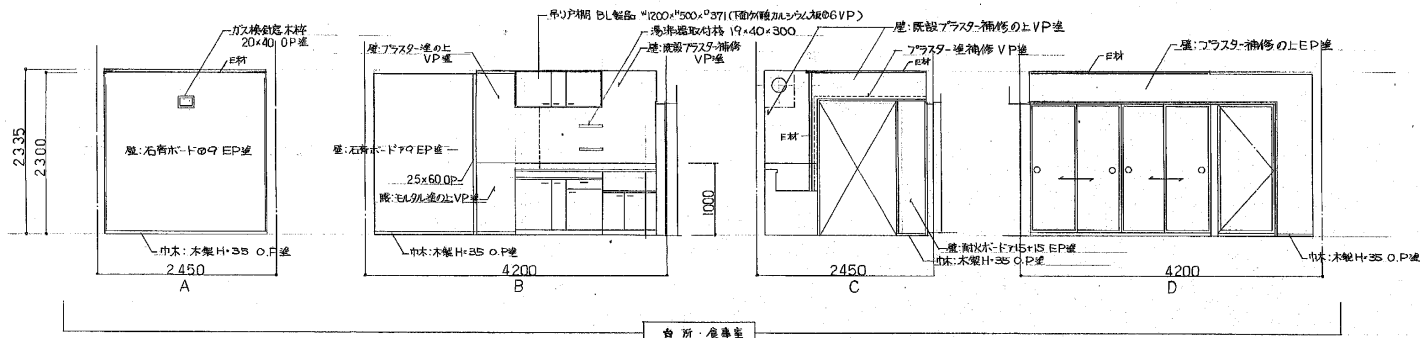 ガス検針窓木枠
20×40 O.P塗
E材
壁:石膏ボードア9 EP塗
2335
2300
巾木:木製H=35 O.P塗
2450
A
吊り戸棚 BL製品 W1200×H500×D371(下面ケイ酸カルシウム板ア6VP)
湯沸器取付桟 19×40×300
壁:プラスター塗の上
VP塗
壁:既設プラスター補修
VP塗
壁:石膏ボードア9 EP塗
25×60 O.P
腰:モルタル塗の上VP塗
巾木:木製H=35 O.P塗
1000
4200
B
壁:既設プラスター補修の上VP塗
プラスター塗補修 VP塗
E材
E材
壁:耐火ボードア15+15 EP塗
巾木:木製H=35 O.P塗
2450
C
壁:プラスター補修の上EP塗
E材
巾木:木製H=35 O.P塗
4200
D
台所・食事室